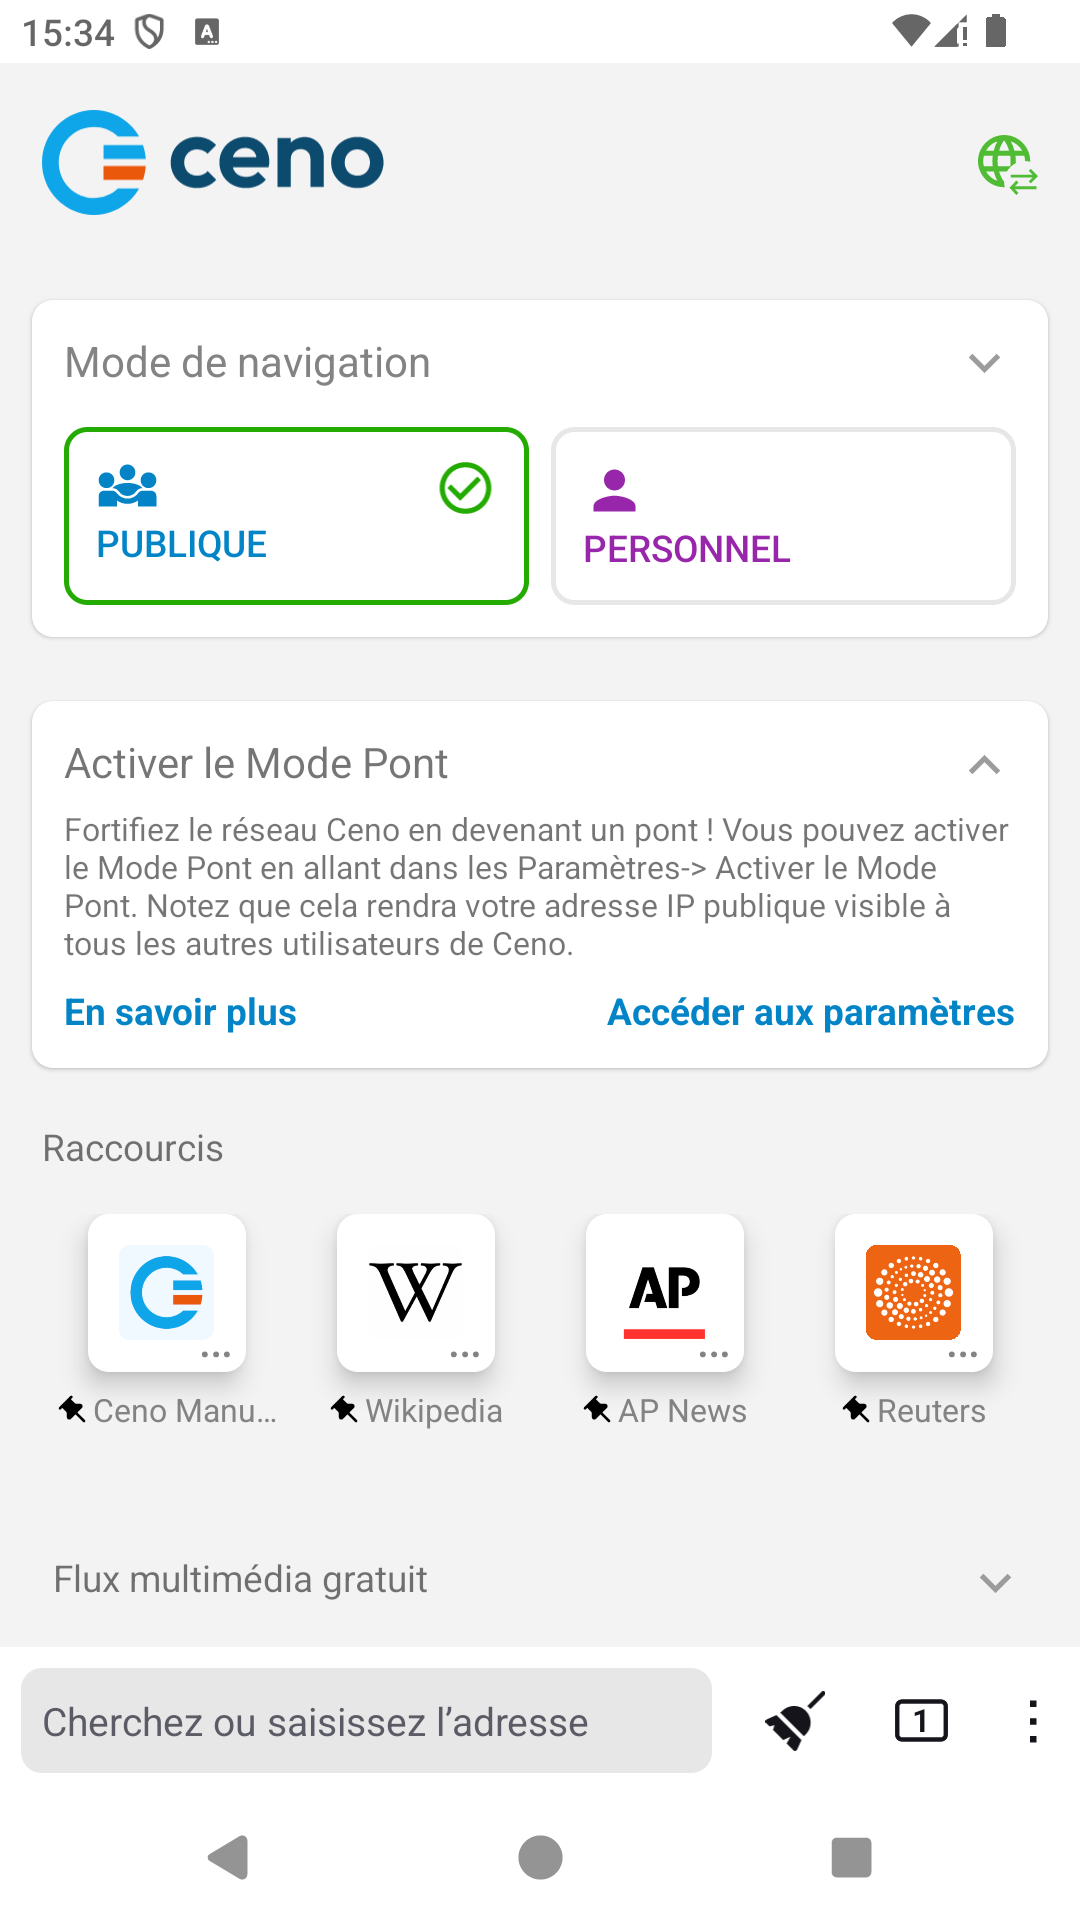 15:34
ceno
Mode de navigation
PUBLIQUE
PERSONNEL
Activer le Mode Pont
Fortifiez le réseau Ceno en devenant un pont ! Vous pouvez activer
le Mode Pont en allant dans les Paramètres-> Activer le Mode
Pont. Notez que cela rendra votre adresse IP publique visible à
tous les autres utilisateurs de Ceno.
En savoir plus
Accéder aux paramètres
Raccourcis
W
AP
Ceno Manu...
Wikipedia
AP News
Reuters
Flux multimédia gratuit
Cherchez ou saisissez l’adresse
1